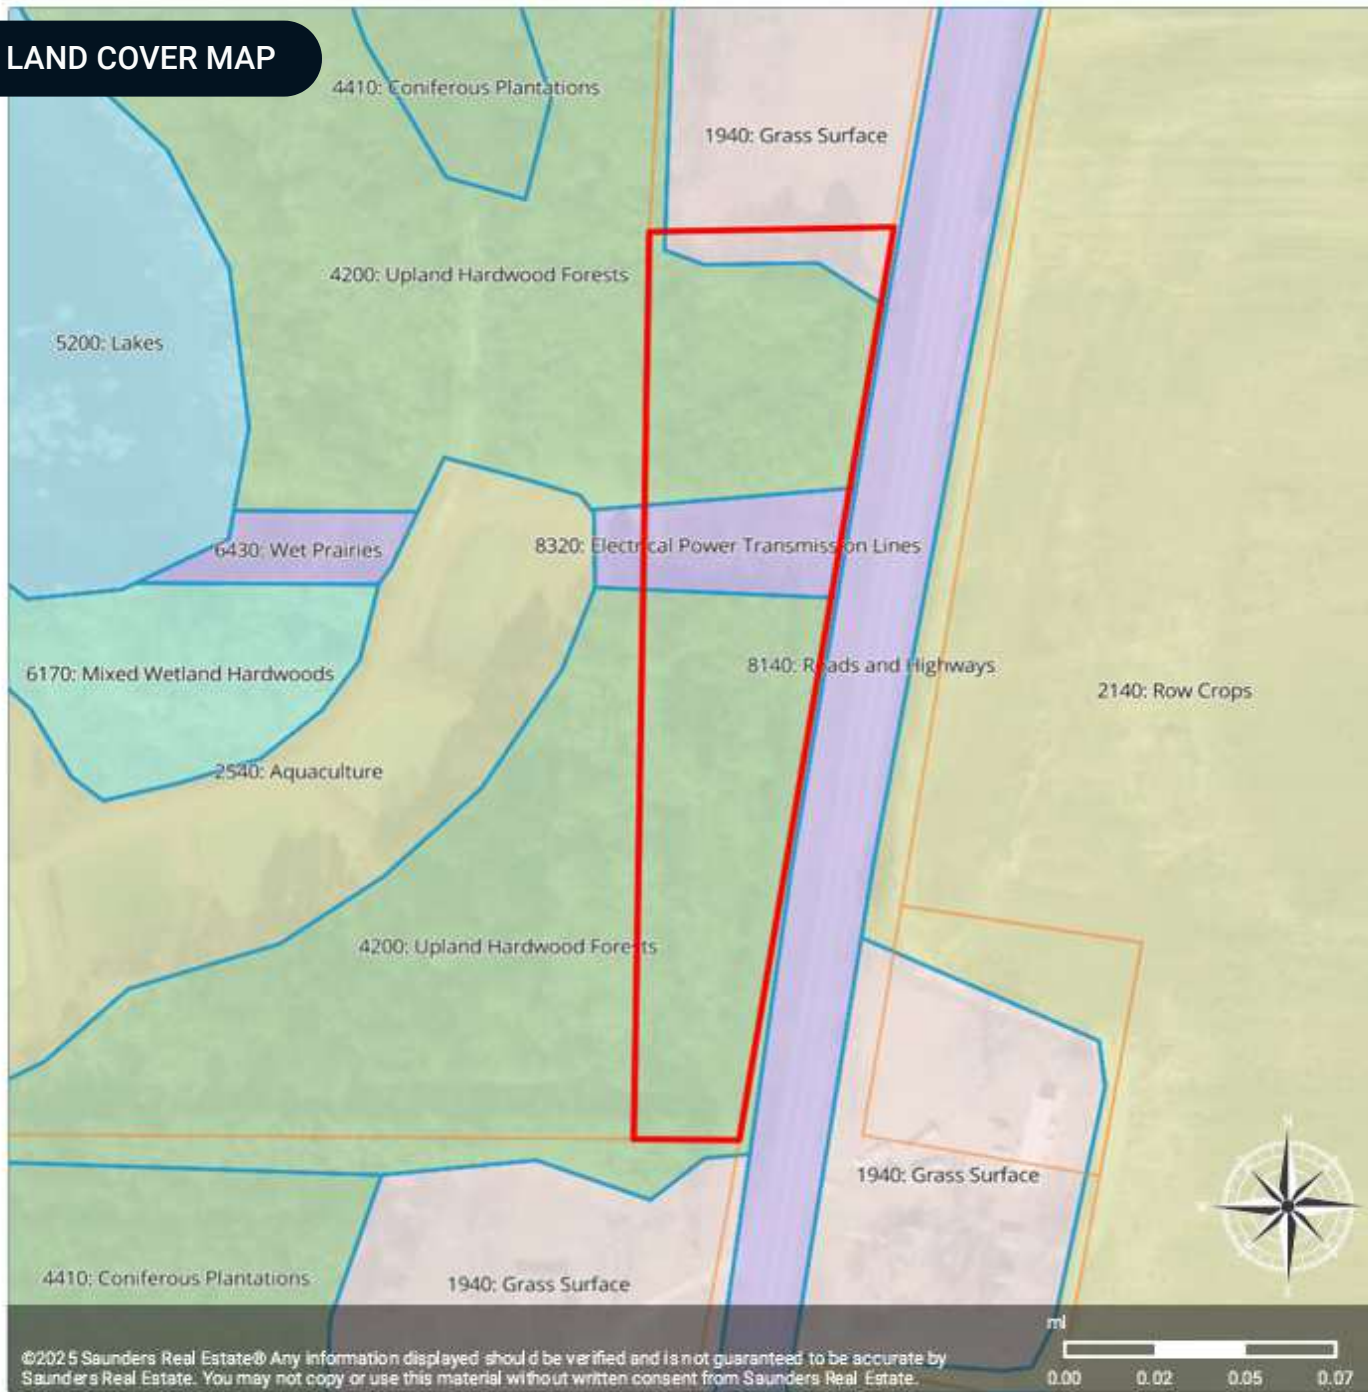 LAND COVER MAP
4410: Coniferous Plantations
1940: Grass Surface
4200: Upland Hardwood Forests
5200: Lakes
6430: Wet Prairies
8320: Electrical Power Transmission Lines
6170: Mixed Wetland Hardwoods
8140: Roads and Highways
2140: Row Crops
2540: Aquaculture
4200: Upland Hardwood Forests
N
1940: Grass Surface
4410: Coniferous Plantations
1940: Grass Surface
mi
0.00 0.02 0.05 0.07
©2025 Saunders Real Estate® Any information displayed should be verified and is not guaranteed to be accurate by
Saunders Real Estate. You may not copy or use this material without written consent from Saunders Real Estate.